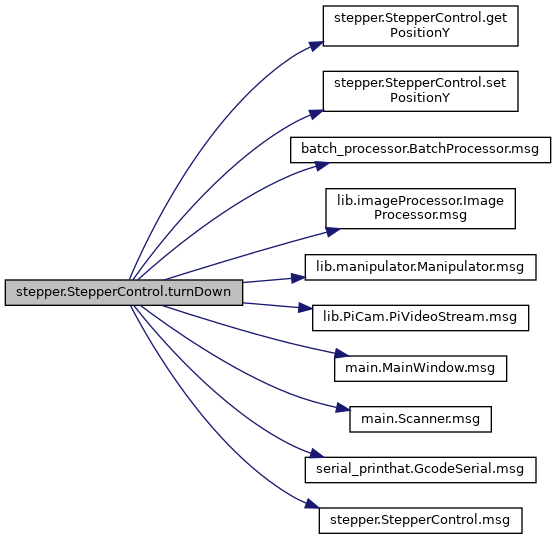 stepper.StepperControl.get
PositionY
stepper.StepperControl.set
PositionY
batch_processor.BatchProcessor.msg
lib.imageProcessor.Image
Processor.msg
stepper.StepperControl.turnDown
lib.manipulator.Manipulator.msg
lib.PiCam.PiVideoStream.msg
main.MainWindow.msg
main.Scanner.msg
serial_printhat.GcodeSerial.msg
stepper.StepperControl.msg